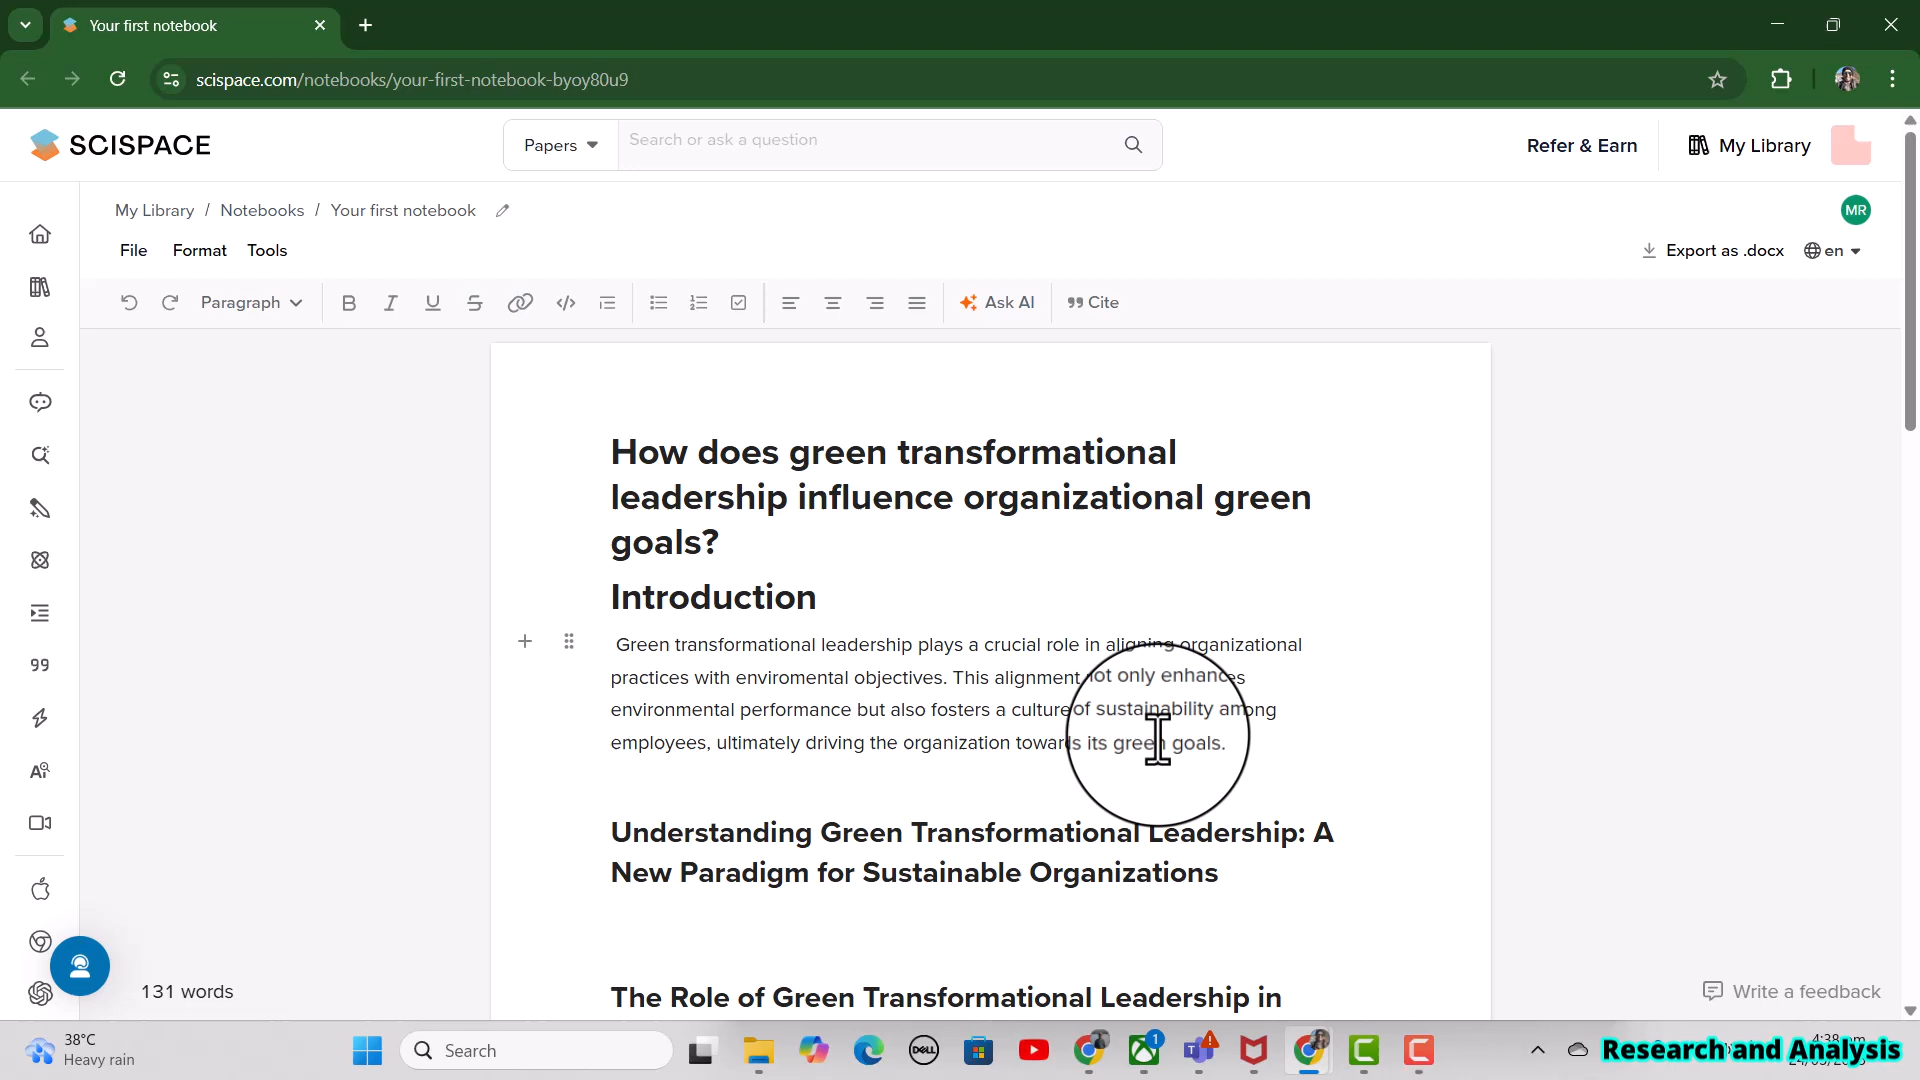 Your first notebook
scispace.com/notebooks/your-first-notebook-byoy80u9
SCISPACE
Papers
Search or ask a question
Refer & Earn
My Library
My Library / Notebooks / Your first notebook
MR
File Format Tools
Export as .docx
en
Paragraph
Ask AI
Cite
How does green transformational
leadership influence organizational green
goals?
Introduction
Green transformational leadership plays a crucial role in aligning organizational
practices with enviromental objectives. This alignment not only enhances
environmental performance but also fosters a culture of sustainability among
employees, ultimately driving the organization towards its green goals.
Understanding Green Transformational Leadership: A
New Paradigm for Sustainable Organizations
The Role of Green Transformational Leadership in
131 words
Write a feedback
38°C
Heavy rain
Search
DELL
1
Research and Analysis